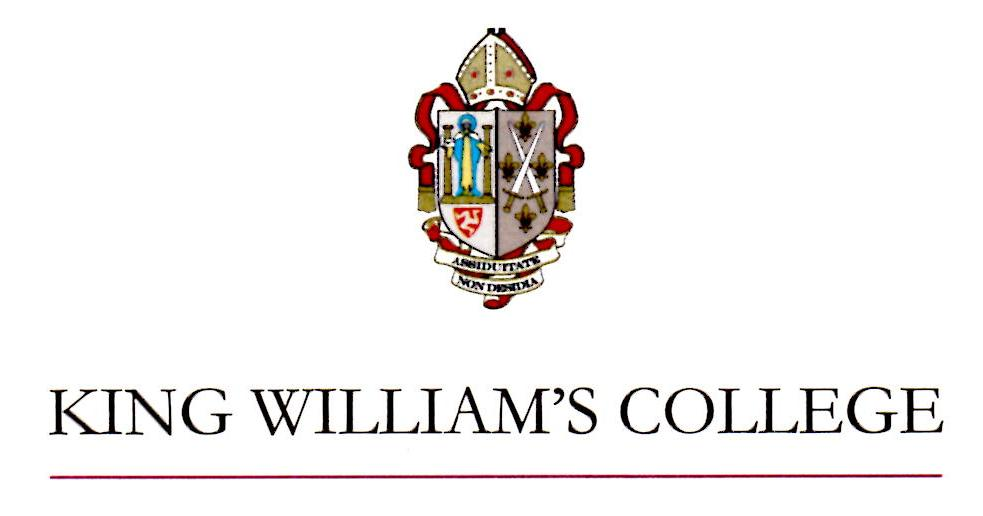 ASSIDUITATE
NON DESIDIA
KING WILLIAM'S COLLEGE